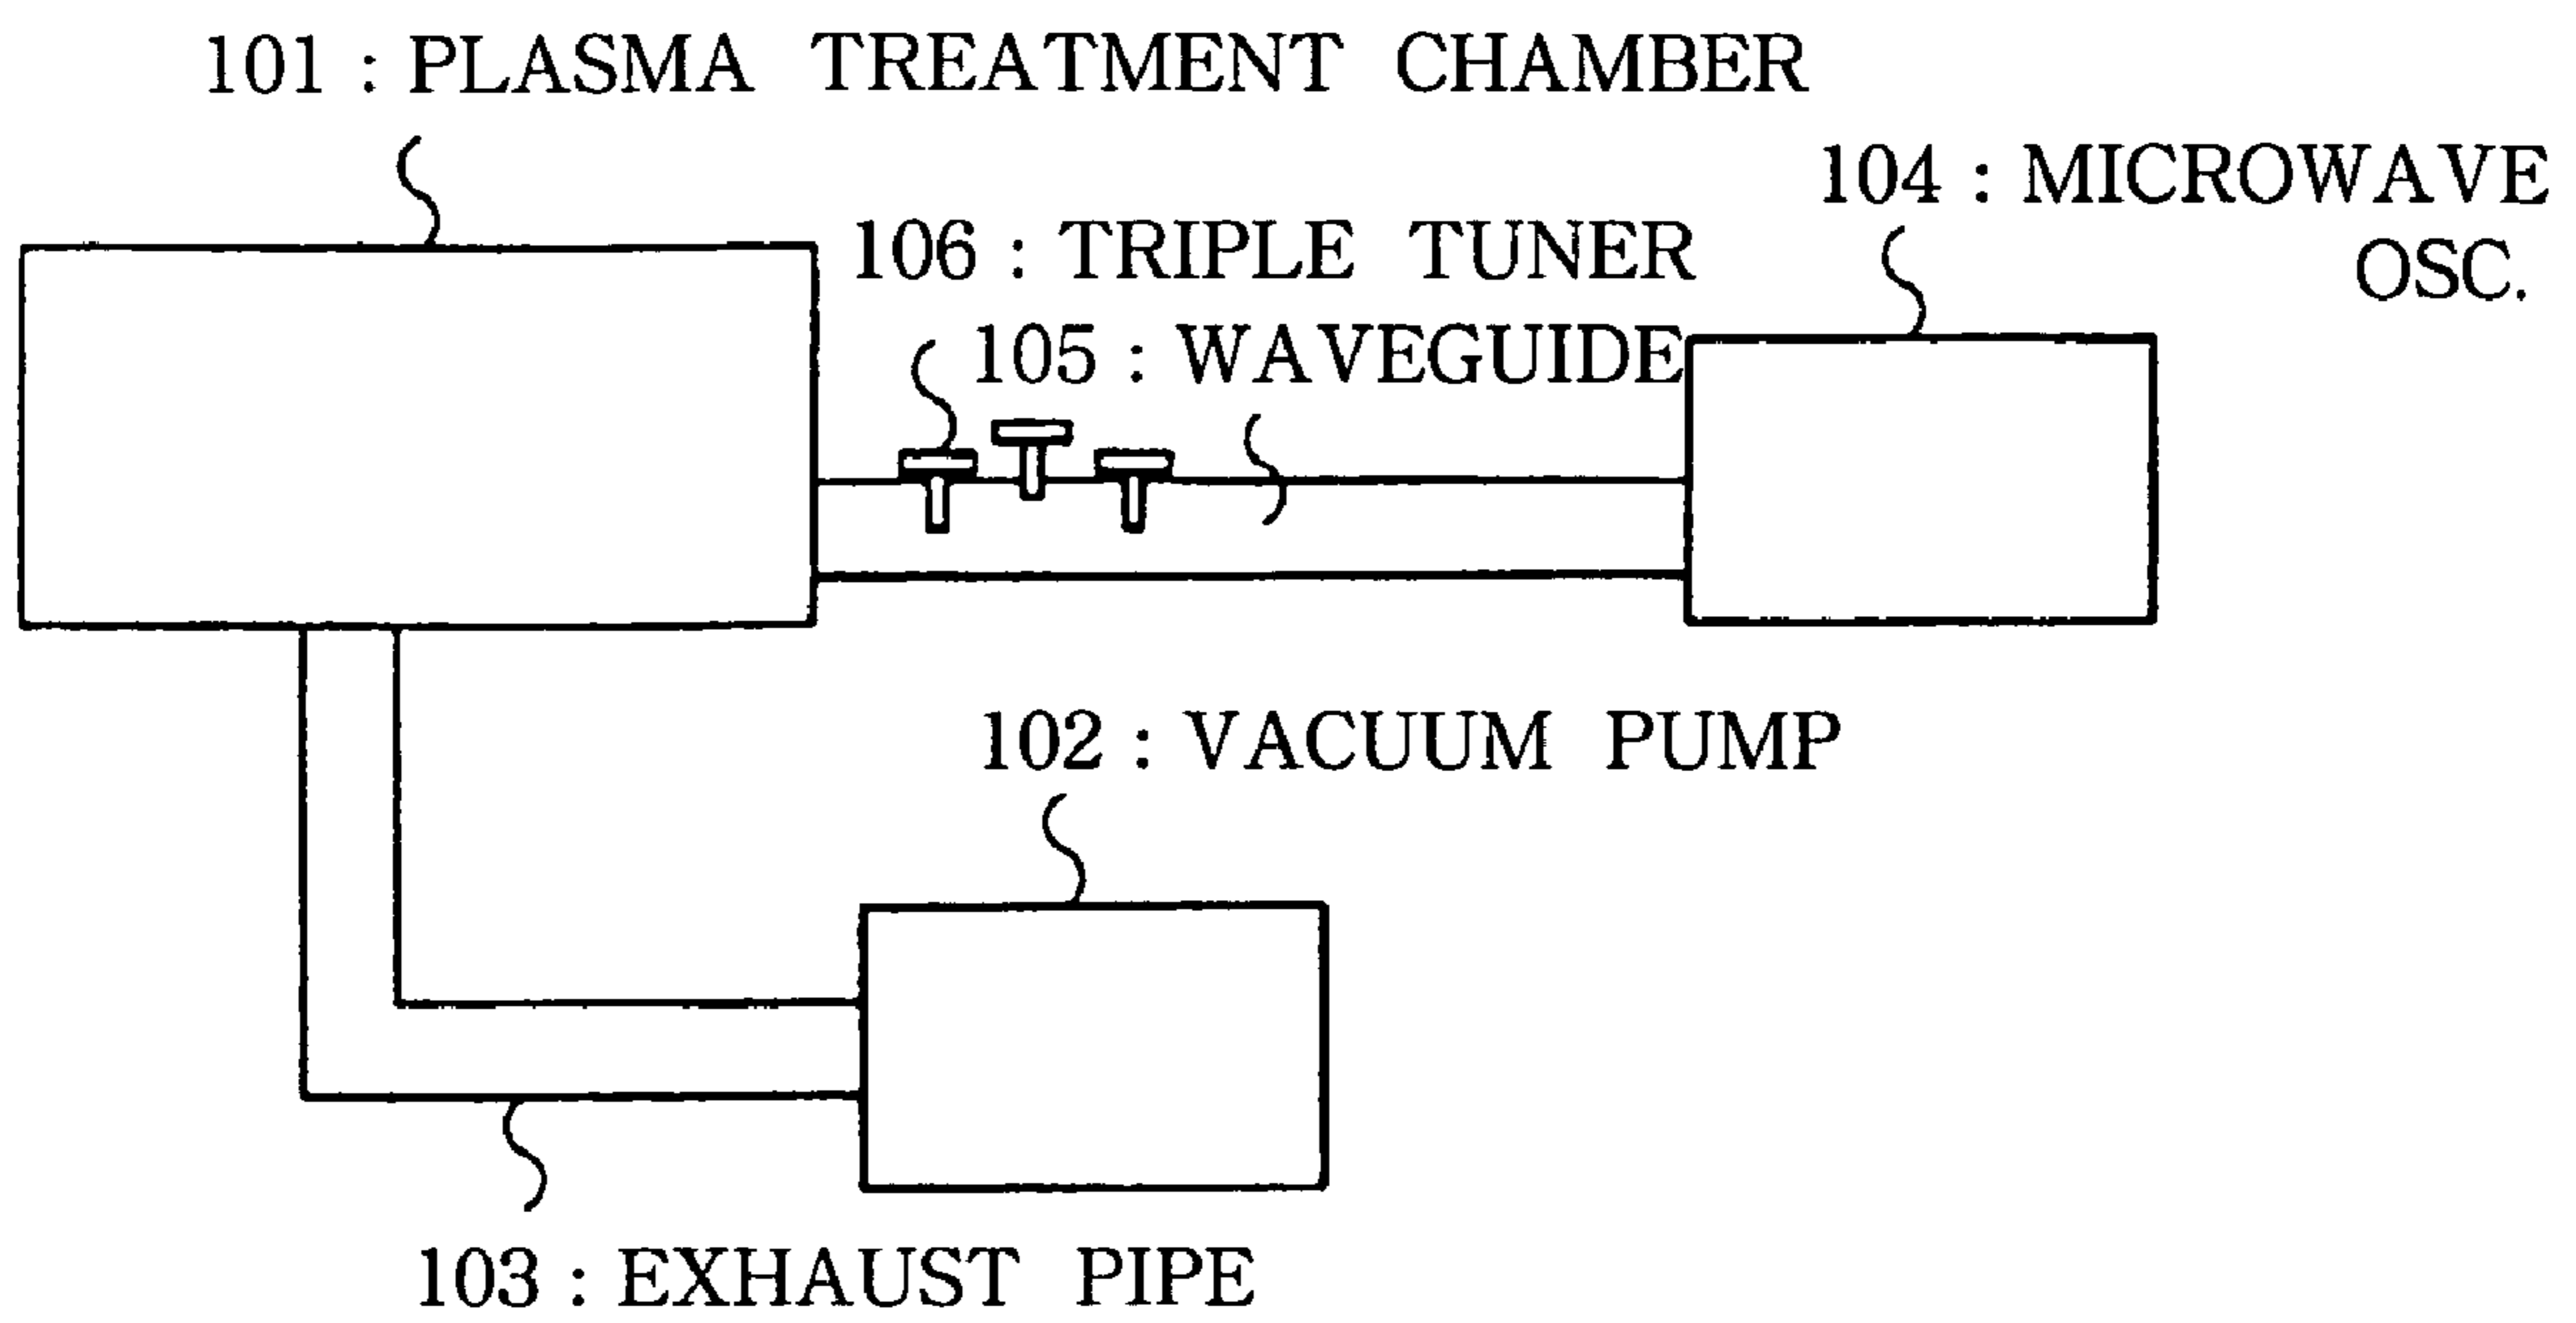 101 : PLASMA TREATMENT CHAMBER
104 : MICROWAVE
OSC.
106 : TRIPLE TUNER
105 : WAVEGUIDE
102 : VACUUM PUMP
103 : EXHAUST PIPE